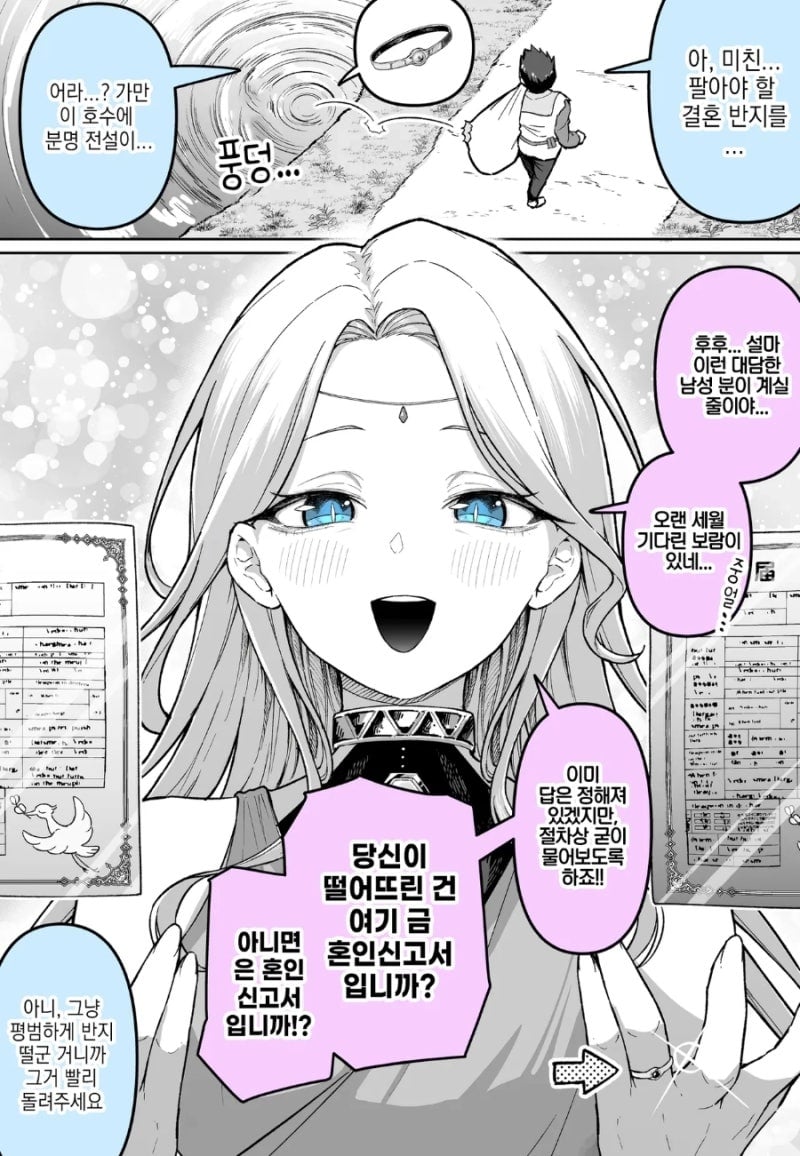 아, 미친...
팔아야 할
결혼 반지를
...
풍덩...
어라...? 가만
이 호수에
분명 전설이...
후후... 설마
이런 대담한
남성 분이 계실
줄이야...
오랜 세월
기다린 보람이
있네...
중얼...
이미
답은 정해져
있겠지만,
절차상 굳이
물어보도록
하죠!!
당신이
떨어뜨린 건
여기 금
혼인신고서
입니까?
아니면
은 혼인
신고서
입니까!?
아니, 그냥
평범하게 반지
떨군 거니까
그거 빨리
돌려주세요